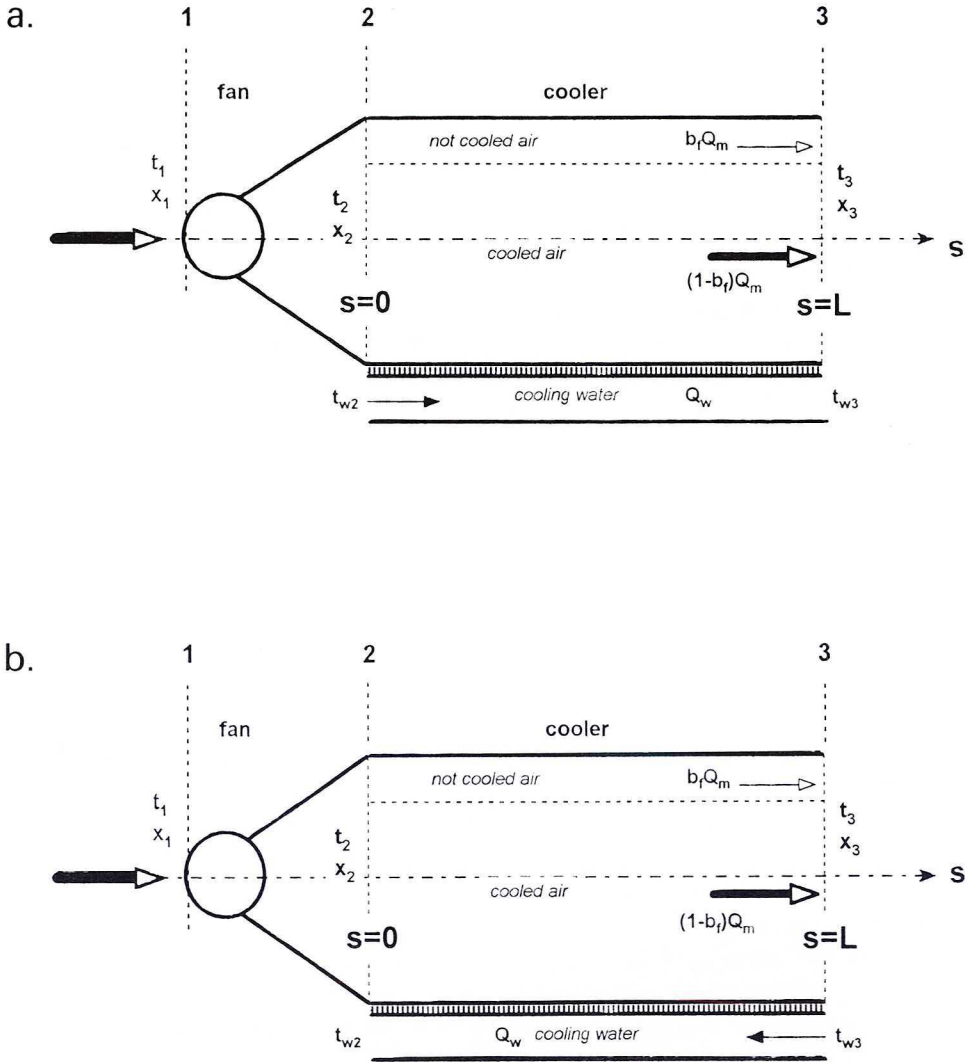 a.
1 2 3
fan cooler
not cooled air b_fQ_m
t_1 t_3
x_1 x_3
t_2
x_2
s
cooled air
(1-b_f)Q_m
s=0 s=L
t_w2 cooling water Q_w t_w3
b.
1 2 3
fan cooler
not cooled air b_fQ_m
t_1 t_3
x_1 x_3
t_2
x_2
s
cooled air
(1-b_f)Q_m
s=0 s=L
t_w2 Q_w cooling water t_w3